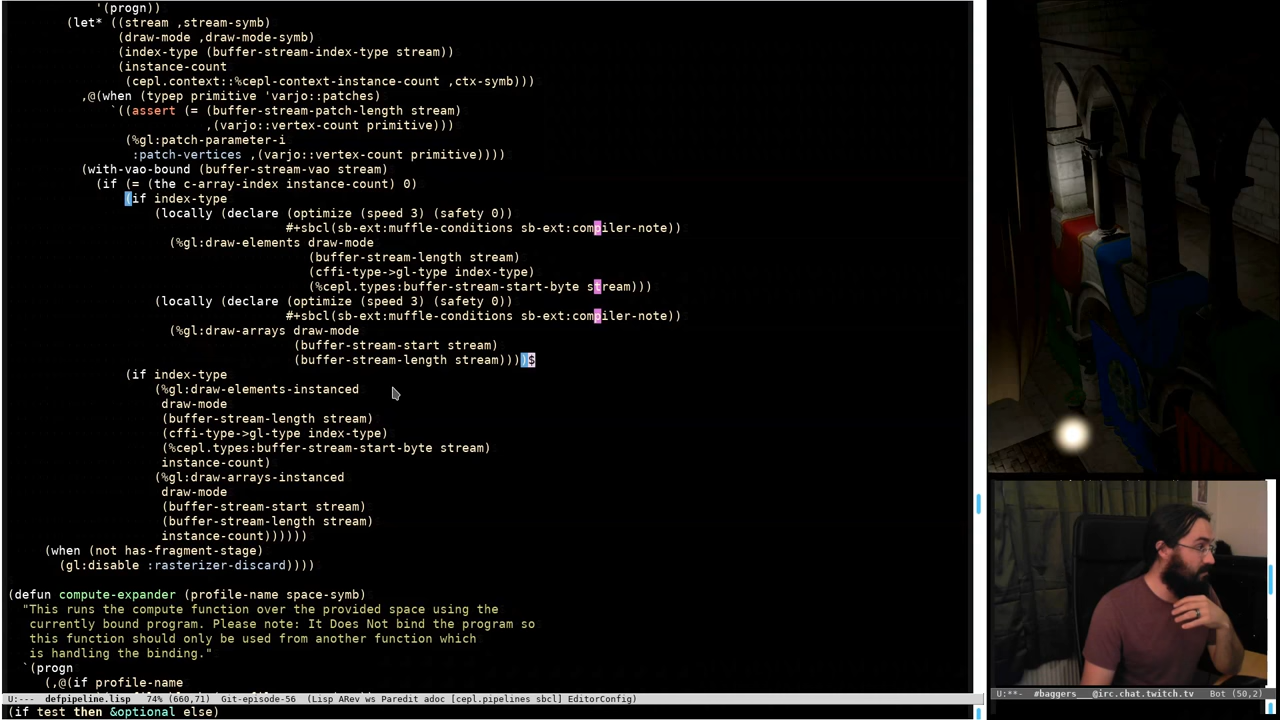 '(progn))
(let* ((stream ,stream-symb)
(draw-mode ,draw-mode-symb)
(index-type (buffer-stream-index-type stream))
(instance-count
(cepl.context::%cepl-context-instance-count ,ctx-symb)))
,@(when (typep primitive 'varjo::patches)
`((assert (= (buffer-stream-patch-length stream)
,(varjo::vertex-count primitive)))
(%gl:patch-parameter-i
:patch-vertices ,(varjo::vertex-count primitive))))
(with-vao-bound (buffer-stream-vao stream)
(if (= (the c-array-index instance-count) 0)
(if index-type
(locally (declare (optimize (speed 3) (safety 0))
#+sbcl(sb-ext:muffle-conditions sb-ext:compiler-note))
(%gl:draw-elements draw-mode
(buffer-stream-length stream)
(cffi-type->gl-type index-type)
(%cepl.types:buffer-stream-start-byte stream)))
(locally (declare (optimize (speed 3) (safety 0))
#+sbcl(sb-ext:muffle-conditions sb-ext:compiler-note))
(%gl:draw-arrays draw-mode
(buffer-stream-start stream)
(buffer-stream-length stream))))$
(if index-type
(%gl:draw-elements-instanced
draw-mode
(buffer-stream-length stream)
(cffi-type->gl-type index-type)
(%cepl.types:buffer-stream-start-byte stream)
instance-count)
(%gl:draw-arrays-instanced
draw-mode
(buffer-stream-start stream)
(buffer-stream-length stream)
instance-count))))))
(when (not has-fragment-stage)
(gl:disable :rasterizer-discard))))
(defun compute-expander (profile-name space-symb)
"This runs the compute function over the provided space using the
currently bound program. Please note: It Does Not bind the program so
this function should only be used from another function which
is handling the binding."
`(progn
(,@(if profile-name
U:--- defpipeline.lisp 74% (660,71) Git-episode-56 (Lisp ARev ws Paredit adoc [cepl.pipelines sbcl] EditorConfig)
(if test then &optional else)
U:**- #baggers___@irc.chat.twitch.tv Bot (50,2)